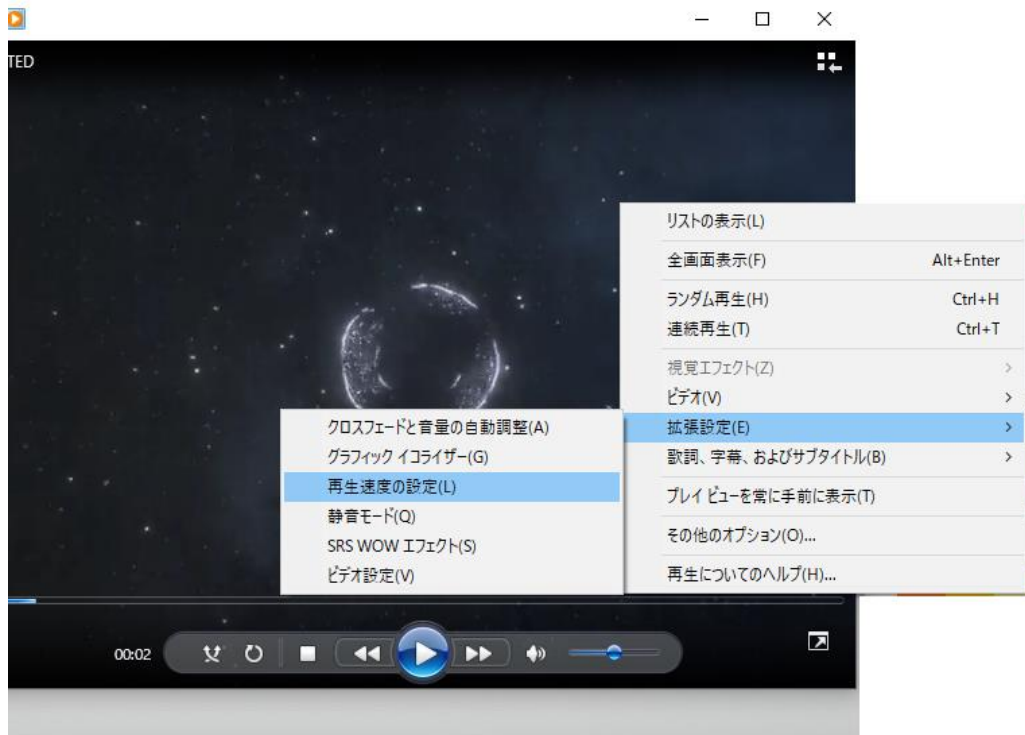 TED
リストの表示(L)
全画面表示(F) Alt+Enter
ランダム再生(H) Ctrl+H
連続再生(T) Ctrl+T
視覚エフェクト(Z)
ビデオ(V)
拡張設定(E)
歌詞、字幕、およびサブタイトル(B)
プレイ ビューを常に手前に表示(T)
その他のオプション(O)...
再生についてのヘルプ(H)...
クロスフェードと音量の自動調整(A)
グラフィック イコライザー(G)
再生速度の設定(L)
静音モード(Q)
SRS WOW エフェクト(S)
ビデオ設定(V)
00:02